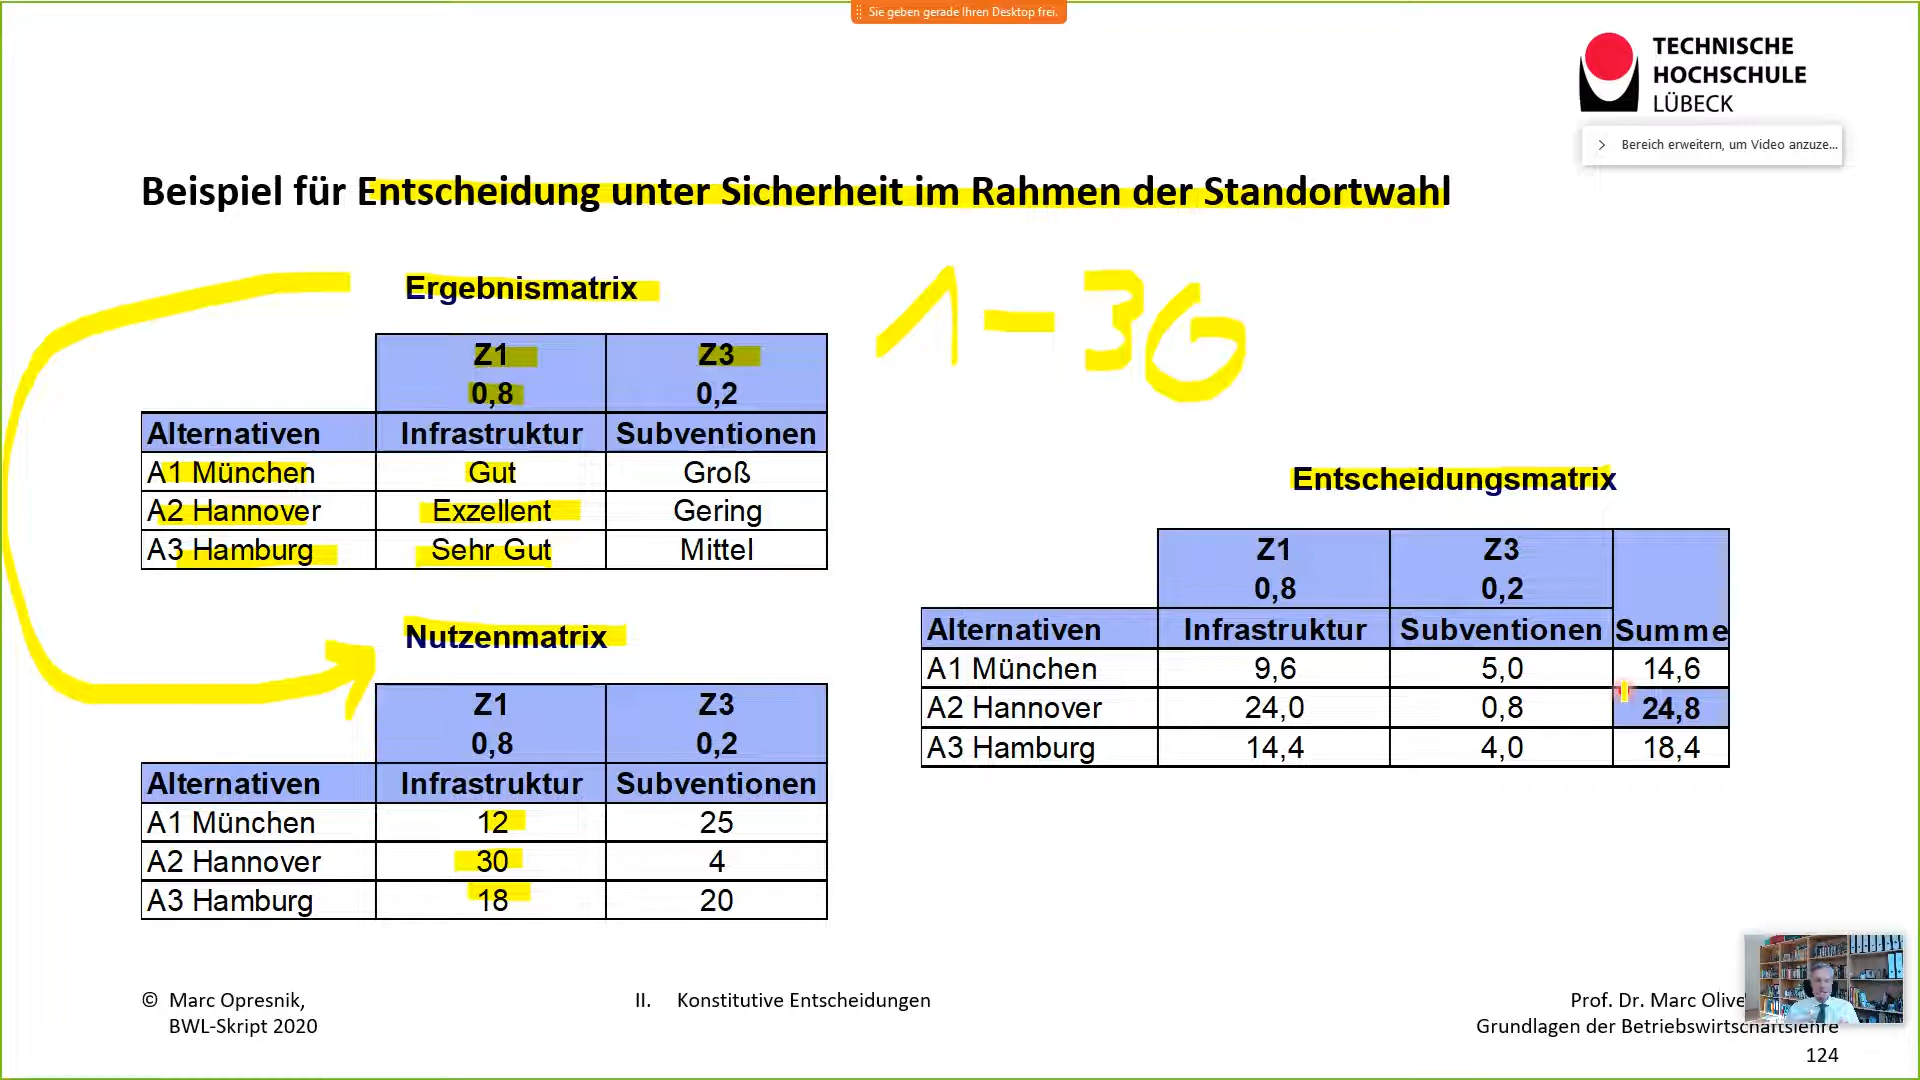 Sie geben gerade Ihren Desktop frei.
TECHNISCHE
HOCHSCHULE
LÜBECK
Bereich erweitern, um Video anzuze...
Beispiel für Entscheidung unter Sicherheit im Rahmen der Standortwahl
1-30
Ergebnismatrix
Z1 Z3
0,8 0,2
Alternativen Infrastruktur Subventionen
A1 München Gut Groß
A2 Hannover Exzellent Gering
A3 Hamburg Sehr Gut Mittel
Nutzenmatrix
Z1 Z3
0,8 0,2
Alternativen Infrastruktur Subventionen
A1 München 12 25
A2 Hannover 30 4
A3 Hamburg 18 20
Entscheidungsmatrix
Z1 Z3
0,8 0,2
Alternativen Infrastruktur Subventionen Summe
A1 München 9,6 5,0 14,6
A2 Hannover 24,0 0,8 24,8
A3 Hamburg 14,4 4,0 18,4
© Marc Opresnik,
BWL-Skript 2020
II. Konstitutive Entscheidungen
Prof. Dr. Marc
Grundlagen der Betriebswirtschaftslehre
124